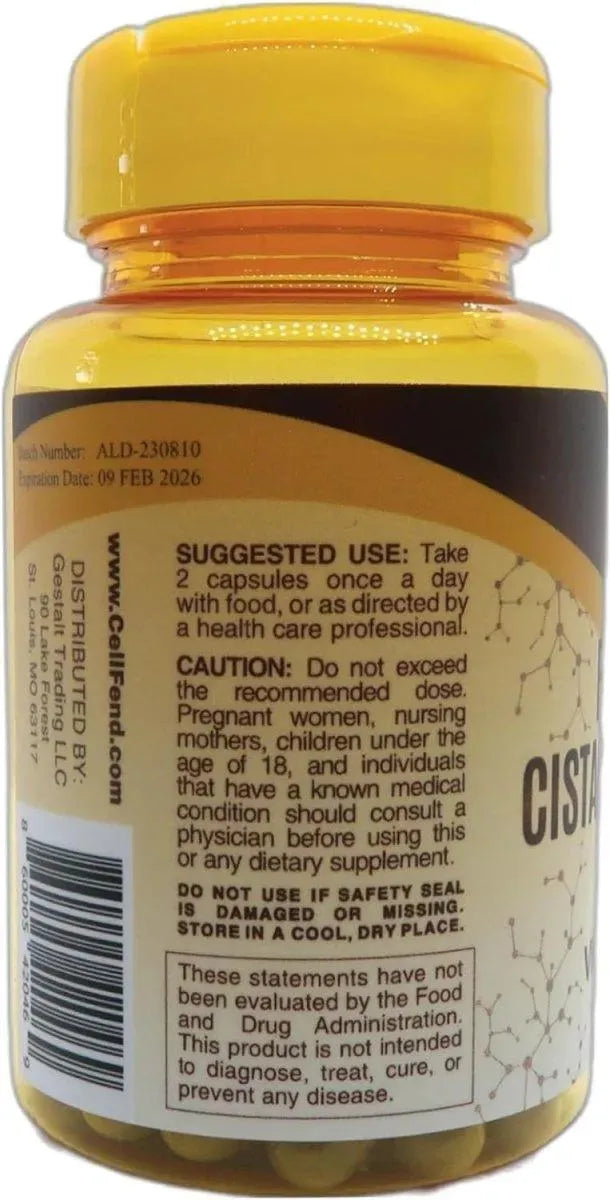 Batch Number: ALD-230810
Expiration Date: 09 FEB 2026
www.CellFend.com
DISTRIBUTED BY:
Gestalt Trading LLC
90 Lake Forest
St. Louis, MO 63117
8 60005 42046 9
SUGGESTED USE: Take
2 capsules once a day
with food, or as directed by
a health care professional.
CAUTION: Do not exceed
the recommended dose.
Pregnant women, nursing
mothers, children under the
age of 18, and individuals
that have a known medical
condition should consult a
physician before using this
or any dietary supplement.
DO NOT USE IF SAFETY SEAL
IS DAMAGED OR MISSING.
STORE IN A COOL, DRY PLACE.
These statements have not
been evaluated by the Food
and Drug Administration.
This product is not intended
to diagnose, treat, cure, or
prevent any disease.
CISTA